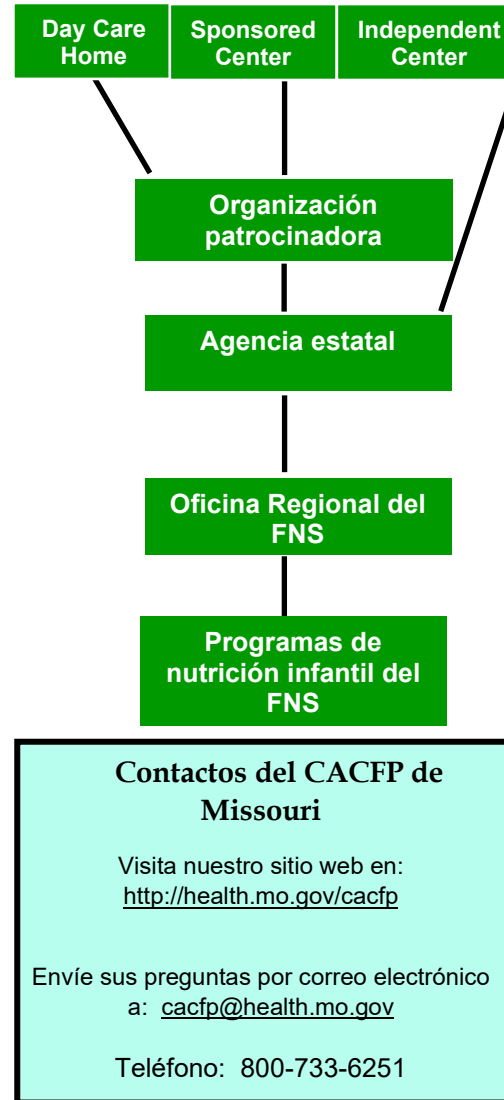 Day Care
Home
Sponsored
Center
Independent
Center
Organización
patrocinadora
Agencia estatal
Oficina Regional del
FNS
Programas de
nutrición infantil del
FNS
Contactos del CACFP de
Missouri
Visita nuestro sitio web en:
http://health.mo.gov/cacfp
Envíe sus preguntas por correo electrónico
a: cacfp@health.mo.gov
Teléfono: 800-733-6251